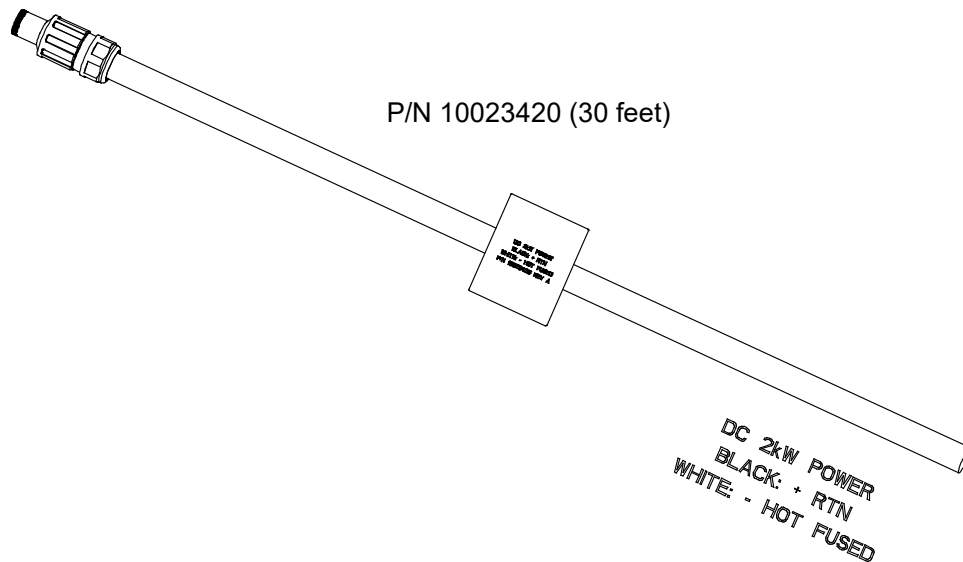 P/N 10023420 (30 feet)
DC 2kW POWER
BLACK: + RTN
WHITE: - HOT FUSED